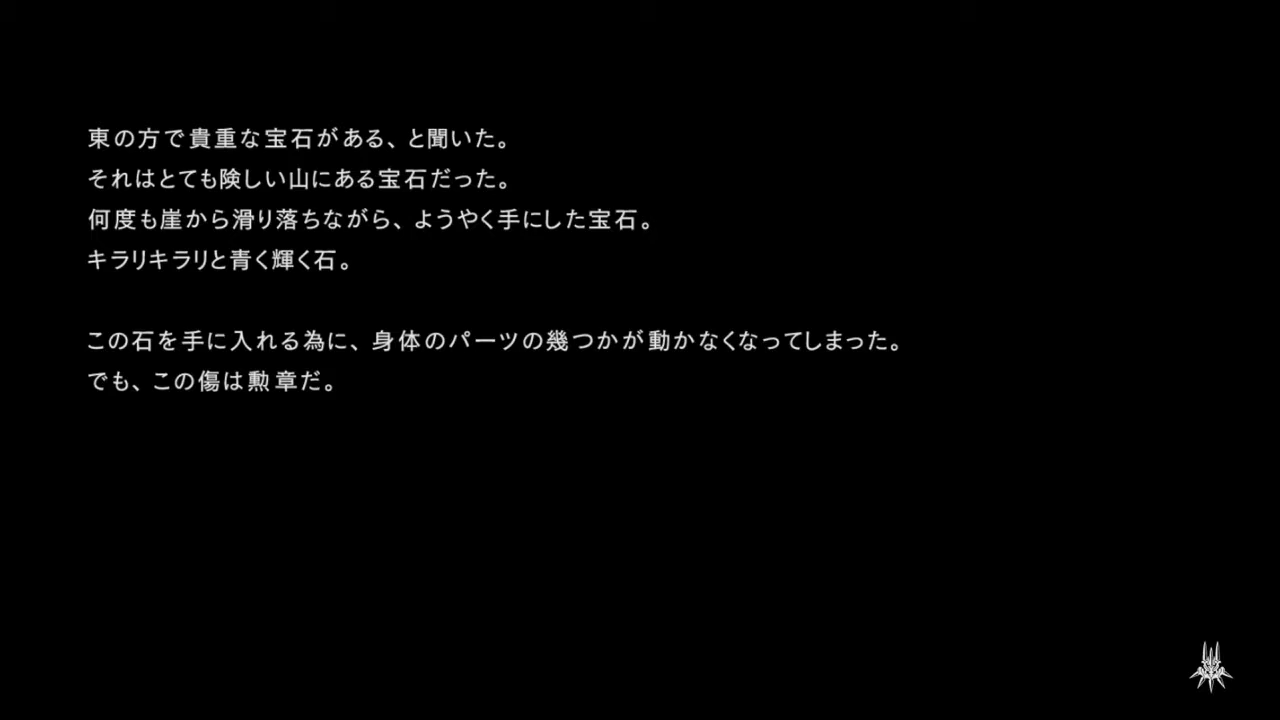 東の方で貴重な宝石がある、と聞いた。
それはとても険しい山にある宝石だった。
何度も崖から滑り落ちながら、ようやく手にした宝石。
キラリキラリと青く輝く石。
この石を手に入れる為に、身体のパーツの幾つかが動かなくなってしまった。
でも、この傷は勲章だ。